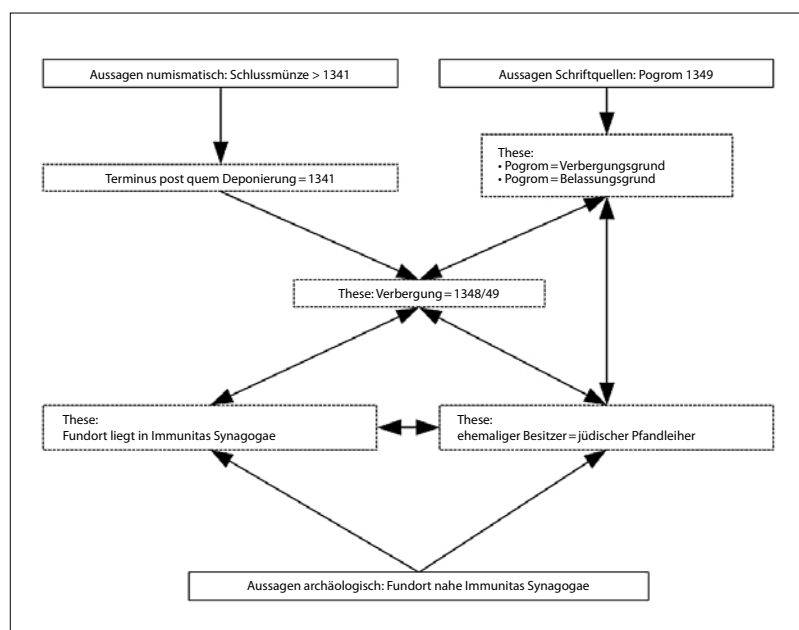 Aussagen numismatisch: Schlussmünze > 1341
Aussagen Schriftquellen: Pogrom 1349
Terminus post quem Deponierung = 1341
These:
• Pogrom = Verbergungsgrund
• Pogrom = Belassungsgrund
These: Verbergung = 1348/49
These:
Fundort liegt in Immunitas Synagogae
These:
ehemaliger Besitzer = jüdischer Pfandleiher
Aussagen archäologisch: Fundort nahe Immunitas Synagogae